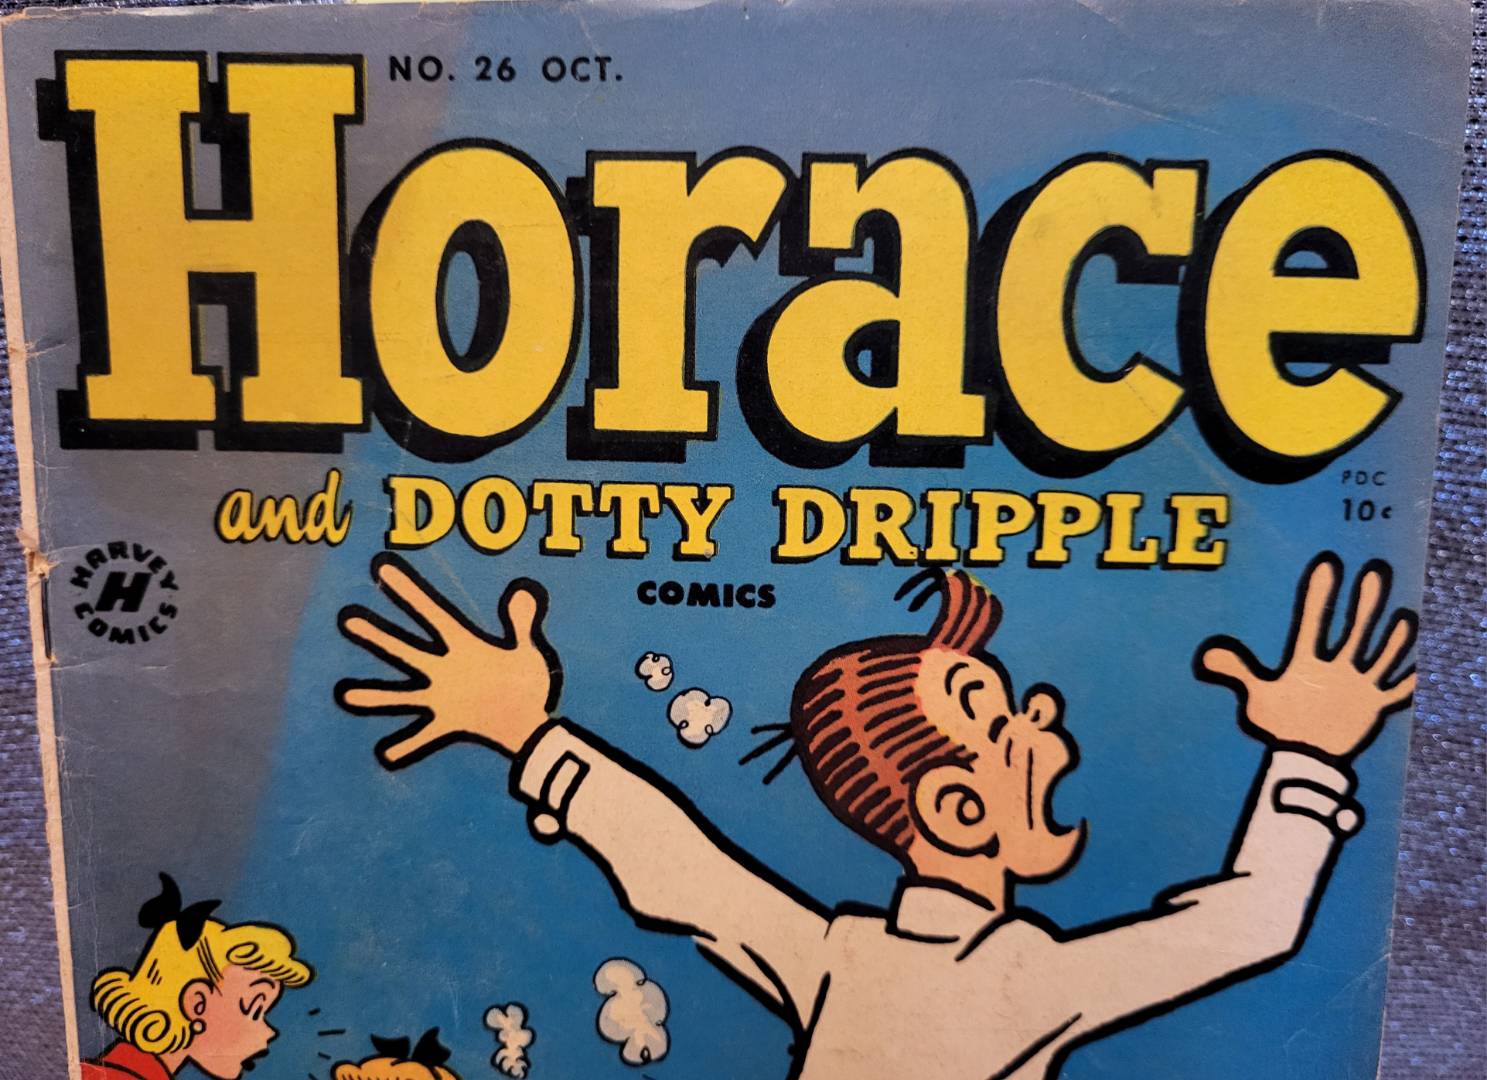 NO. 26 OCT.
Horace
and DOTTY DRIPPLE
COMICS
PDC
10¢
HARVEY
H
COMICS